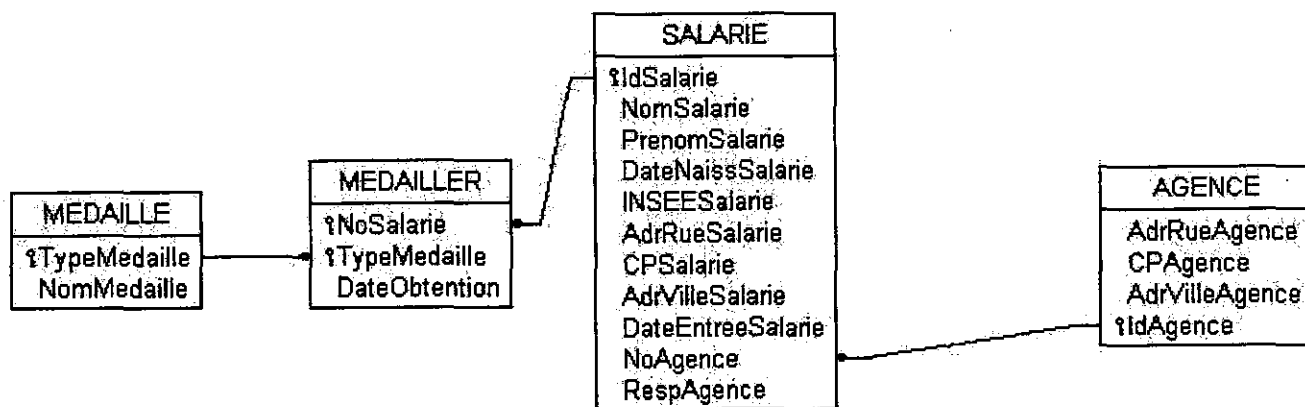 MEDAILLE
TypeMedaille
NomMedaille
MEDAILLER
NoSalarie
TypeMedaille
DateObtention
SALARIE
IdSalarie
NomSalarie
PrenomSalarie
DateNaissSalarie
INSEESalarie
AdrRueSalarie
CPSalarie
AdrVilleSalarie
DateEntreeSalarie
NoAgence
RespAgence
AGENCE
AdrRueAgence
CPAgence
AdrVilleAgence
IdAgence